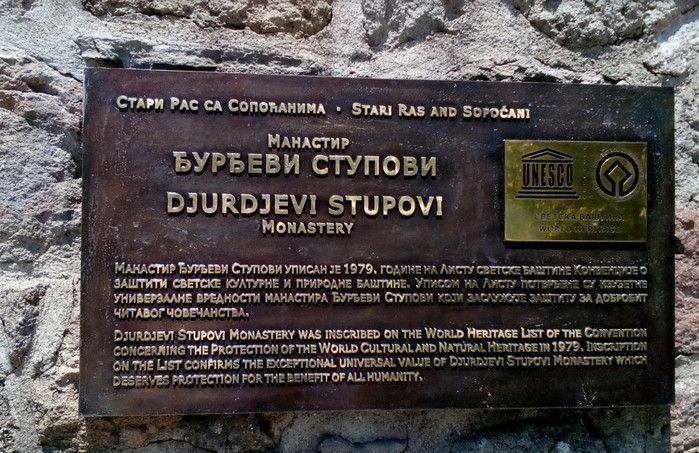 Стари Рас са Сопоћанима · Stari Ras and Sopoćani
Манастир
ЂУРЂЕВИ СТУПОВИ
DJURDJEVI STUPOVI
Monastery
UNESCO
СВЕТСКА БАШТИНА
WORLD HERITAGE
Манастир Ђурђеви Ступови уписан је 1979. године на Листу светске баштине Конвенције о
заштити светске културне и природне баштине. Уписом на Листу потврђене су изузетне
универзалне вредности манастира Ђурђеви Ступови који заслужује заштиту за добробит
читавог човечанства.
Djurdjevi Stupovi Monastery was inscribed on the World Heritage List of the Convention
concerning the Protection of the World Cultural and Natural Heritage in 1979. Inscription
on the List confirms the exceptional universal value of Djurdjevi Stupovi Monastery which
deserves protection for the benefit of all humanity.